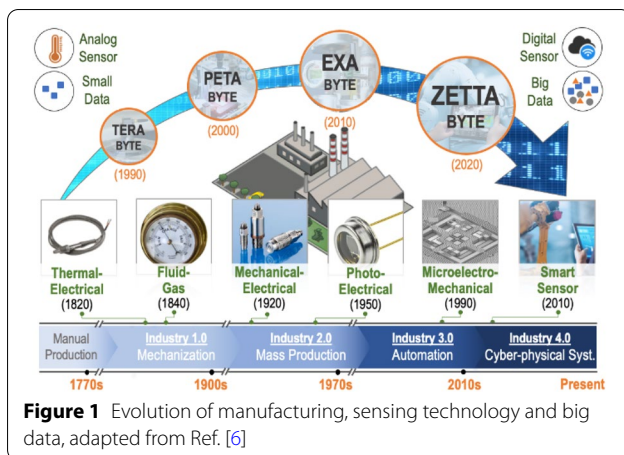 Analog
Sensor
Small
Data
TERA
BYTE
(1990)
PETA
BYTE
(2000)
EXA
BYTE
(2010)
ZETTA
BYTE
(2020)
Digital
Sensor
Big
Data
Thermal-
Electrical
(1820)
Fluid-
Gas
(1840)
Mechanical-
Electrical
(1920)
Photo-
Electrical
(1950)
Microelectro-
Mechanical
(1990)
Smart
Sensor
(2010)
Manual
Production
Industry 1.0
Mechanization
Industry 2.0
Mass Production
Industry 3.0
Automation
Industry 4.0
Cyber-physical Syst.
1770s
1900s
1970s
2010s
Present
Figure 1 Evolution of manufacturing, sensing technology and big
data, adapted from Ref. [6]